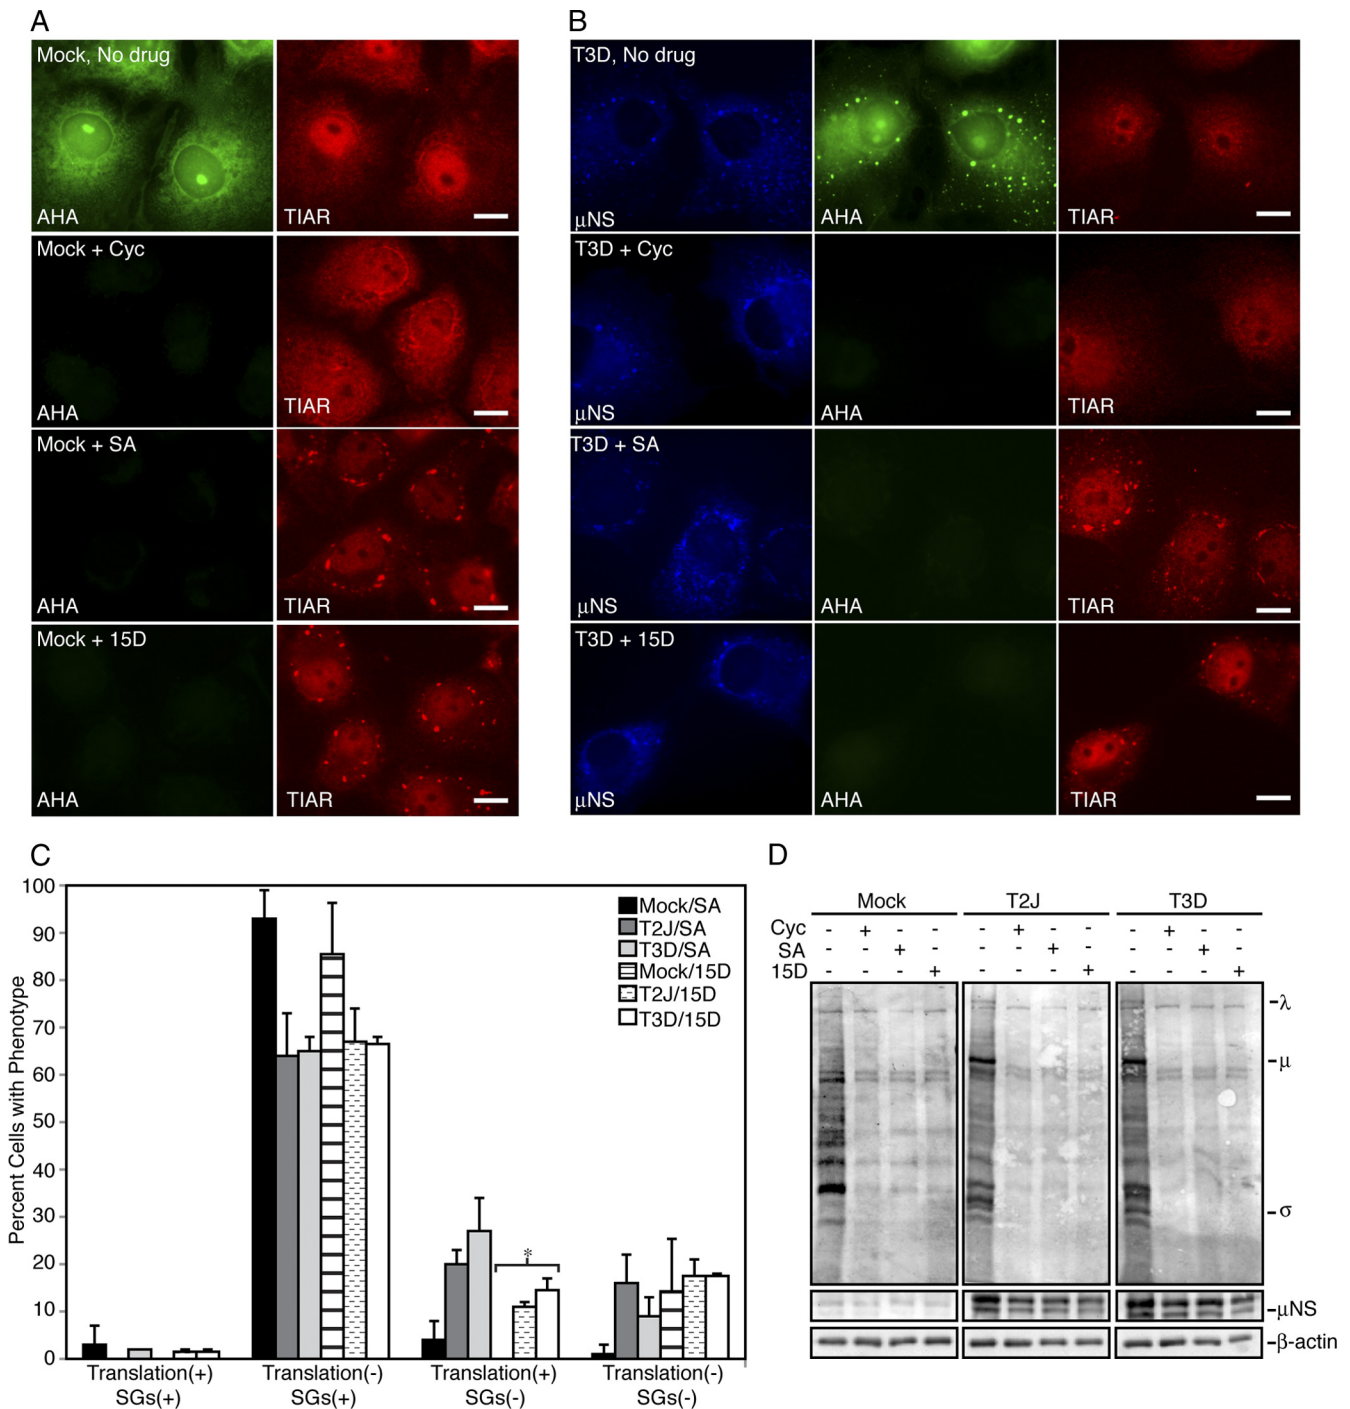 A
Mock, No drug
AHA
TIAR
Mock + Cyc
AHA
TIAR
Mock + SA
AHA
TIAR
Mock + 15D
AHA
TIAR
B
T3D, No drug
μNS
AHA
TIAR
T3D + Cyc
μNS
AHA
TIAR
T3D + SA
μNS
AHA
TIAR
T3D + 15D
μNS
AHA
TIAR
C
Percent Cells with Phenotype
100
90
80
70
60
50
40
30
20
10
0
Mock/SA
T2J/SA
T3D/SA
Mock/15D
T2J/15D
T3D/15D
*
Translation(+) Translation(-) Translation(+) Translation(-)
SGs(+) SGs(+) SGs(-) SGs(-)
D
Mock T2J T3D
Cyc - + - - - + - - - + - -
SA - - + - - - + - - - + -
15D - - - + - - - + - - - +
-λ
-μ
-σ
-μNS
-β-actin